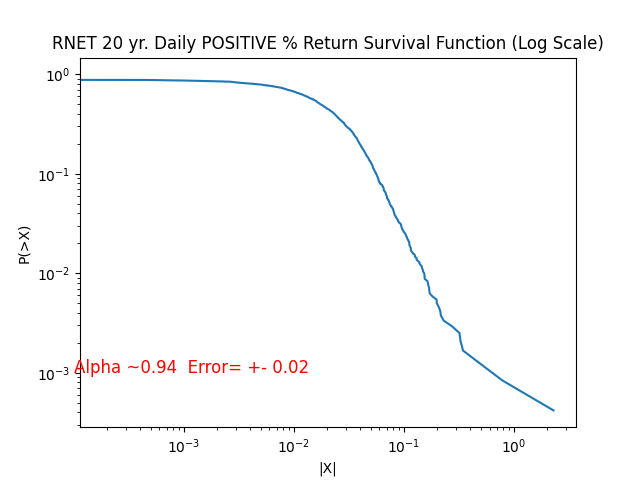 RNET 20 yr. Daily POSITIVE % Return Survival Function (Log Scale)
10⁰
10⁻¹
P(>X)
10⁻²
10⁻³
Alpha ~0.94  Error= +- 0.02
10⁻³ 10⁻² 10⁻¹ 10⁰
|X|